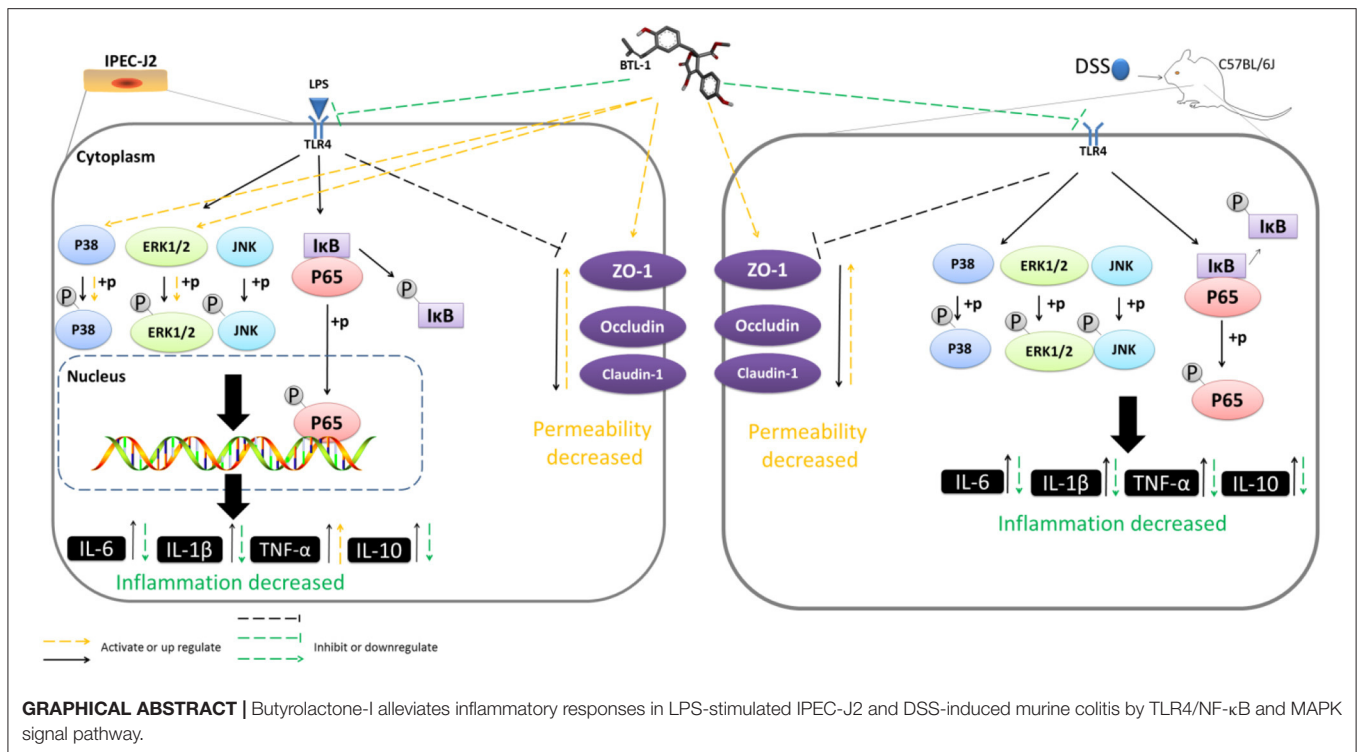 IPEC-J2
LPS
BTL-1
DSS
C57BL/6J
TLR4
Cytoplasm
P38
ERK1/2
JNK
IκB
P65
+p
+p
+p
P
P38
P
ERK1/2
P
JNK
P
IκB
+p
Nucleus
P
P65
IL-6
IL-1β
TNF-α
IL-10
Inflammation decreased
ZO-1
Occludin
Claudin-1
Permeability
decreased
ZO-1
Occludin
Claudin-1
Permeability
decreased
TLR4
P38
ERK1/2
JNK
P
IκB
IκB
P65
+p
+p
+p
+p
P
P38
P
ERK1/2
P
JNK
P
P65
IL-6
IL-1β
TNF-α
IL-10
Inflammation decreased
Activate or up regulate
Inhibit or downregulate
GRAPHICAL ABSTRACT | Butyrolactone-I alleviates inflammatory responses in LPS-stimulated IPEC-J2 and DSS-induced murine colitis by TLR4/NF-κB and MAPK
signal pathway.